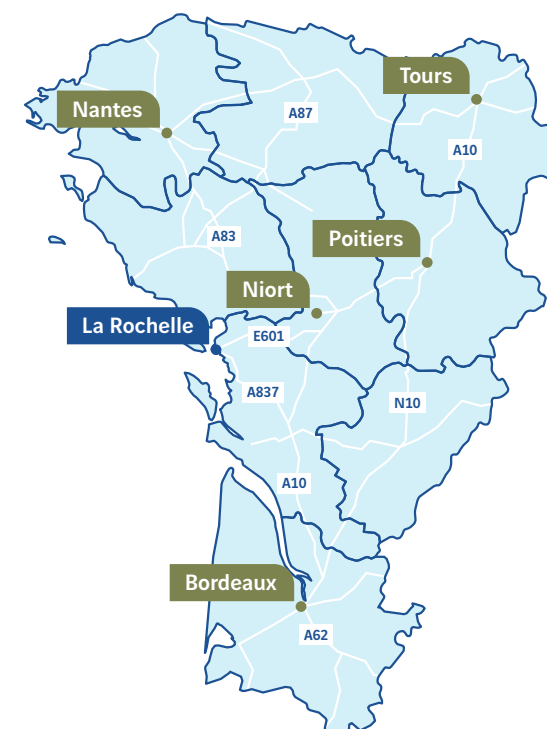 Tours
Nantes
A87
A10
A83
Poitiers
Niort
La Rochelle
E601
A837
N10
A10
Bordeaux
A62